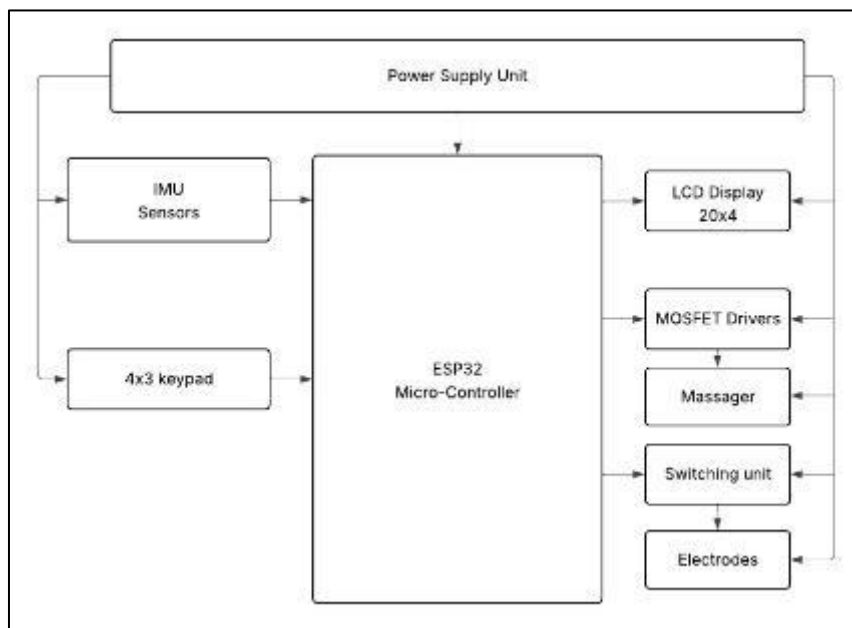 Power Supply Unit
IMU
Sensors
LCD Display
20x4
MOSFET Drivers
4x3 keypad
ESP32
Micro-Controller
Massager
Switching unit
Electrodes